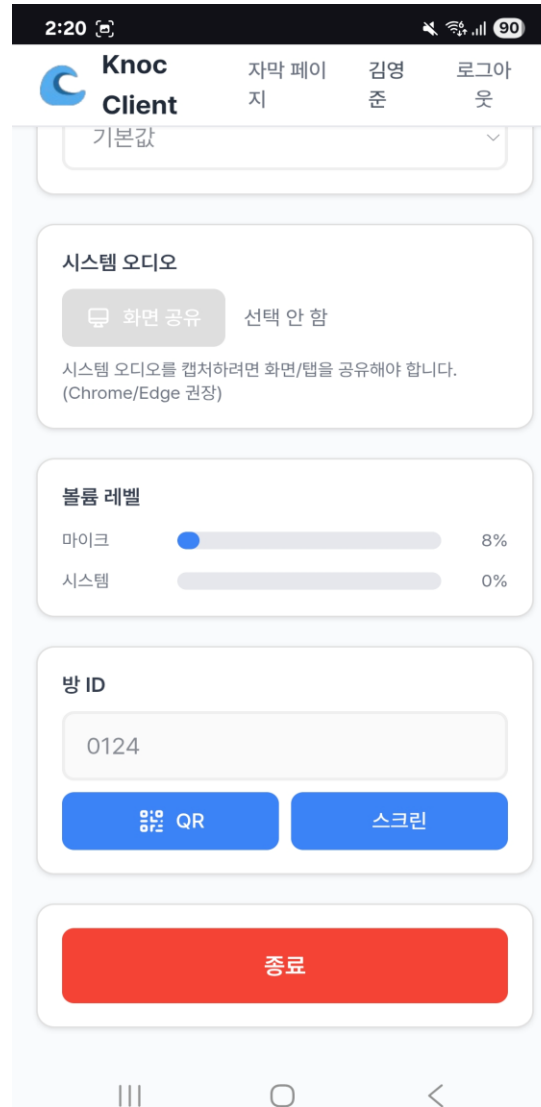 2:20
90
Knoc
Client
자막 페이
지
김영
준
로그아
웃
기본값
시스템 오디오
화면 공유
선택 안 함
시스템 오디오를 캡처하려면 화면/탭을 공유해야 합니다.
(Chrome/Edge 권장)
볼륨 레벨
마이크 8%
시스템 0%
방 ID
0124
QR
스크린
종료